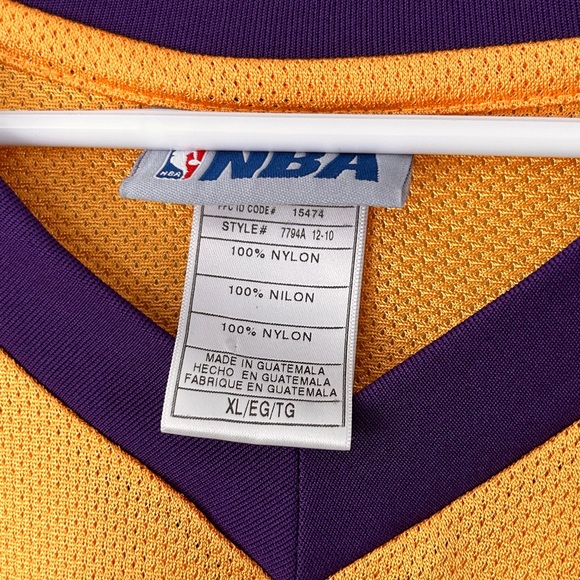 NBA
NBA
ID CODE# 15474
STYLE# 7794A 12-10
100% NYLON
100% NILON
100% NYLON
MADE IN GUATEMALA
HECHO EN GUATEMALA
FABRIQUE EN GUATEMALA
XL/EG/TG